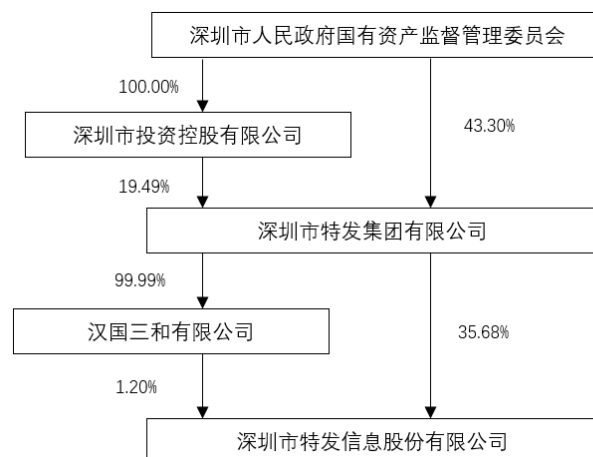 深圳市人民政府国有资产监督管理委员会
100.00%
43.30%
深圳市投资控股有限公司
19.49%
深圳市特发集团有限公司
99.99%
35.68%
汉国三和有限公司
1.20%
深圳市特发信息股份有限公司